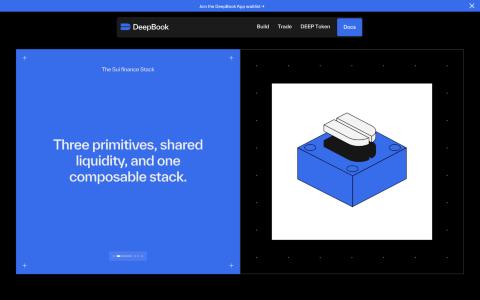 Join the DeepBook App waitlist
DeepBook
Build
Trade
DEEP Token
Docs
The Sui finance Stack
Three primitives, shared
liquidity, and one
composable stack.